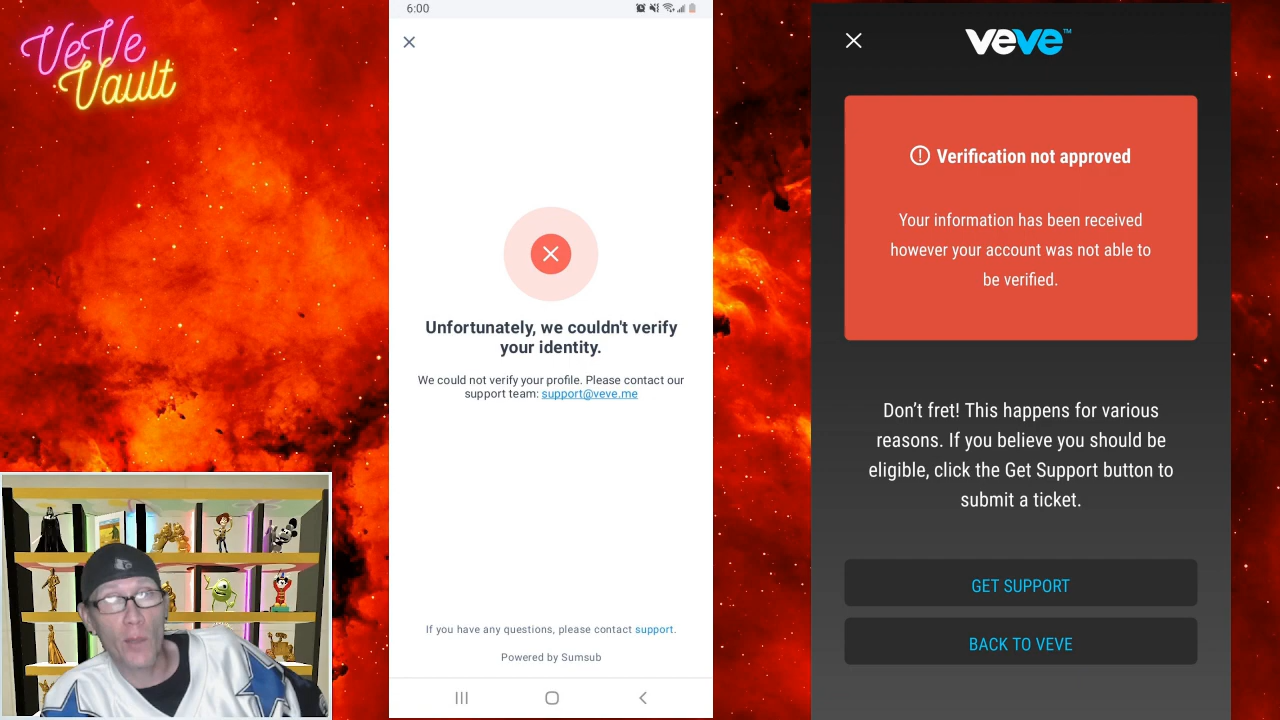 VeVe
Vault
6:00
Unfortunately, we couldn't verify
your identity.
We could not verify your profile. Please contact our
support team: support@veve.me
If you have any questions, please contact support.
Powered by Sumsub
veve™
Verification not approved
Your information has been received
however your account was not able to
be verified.
Don't fret! This happens for various
reasons. If you believe you should be
eligible, click the Get Support button to
submit a ticket.
GET SUPPORT
BACK TO VEVE